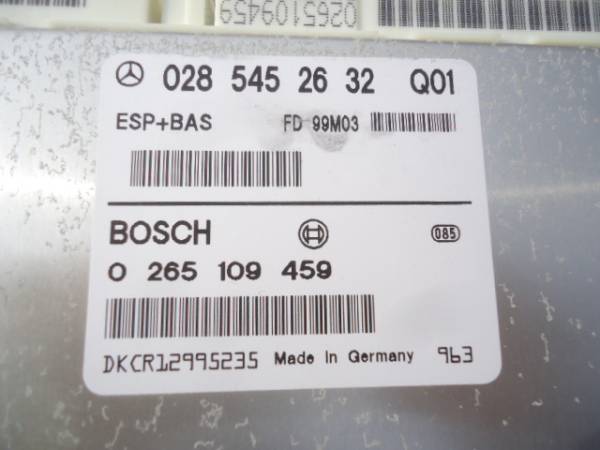 0265109459
028 545 26 32 Q01
ESP+BAS FD 99M03
BOSCH 085
0 265 109 459
DKCR12995235 Made In Germany 963